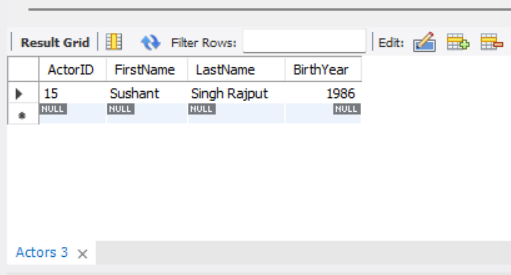 Result Grid Filter Rows: Edit:
ActorID FirstName LastName BirthYear
15 Sushant Singh Rajput 1986
NULL NULL NULL NULL
Actors 3